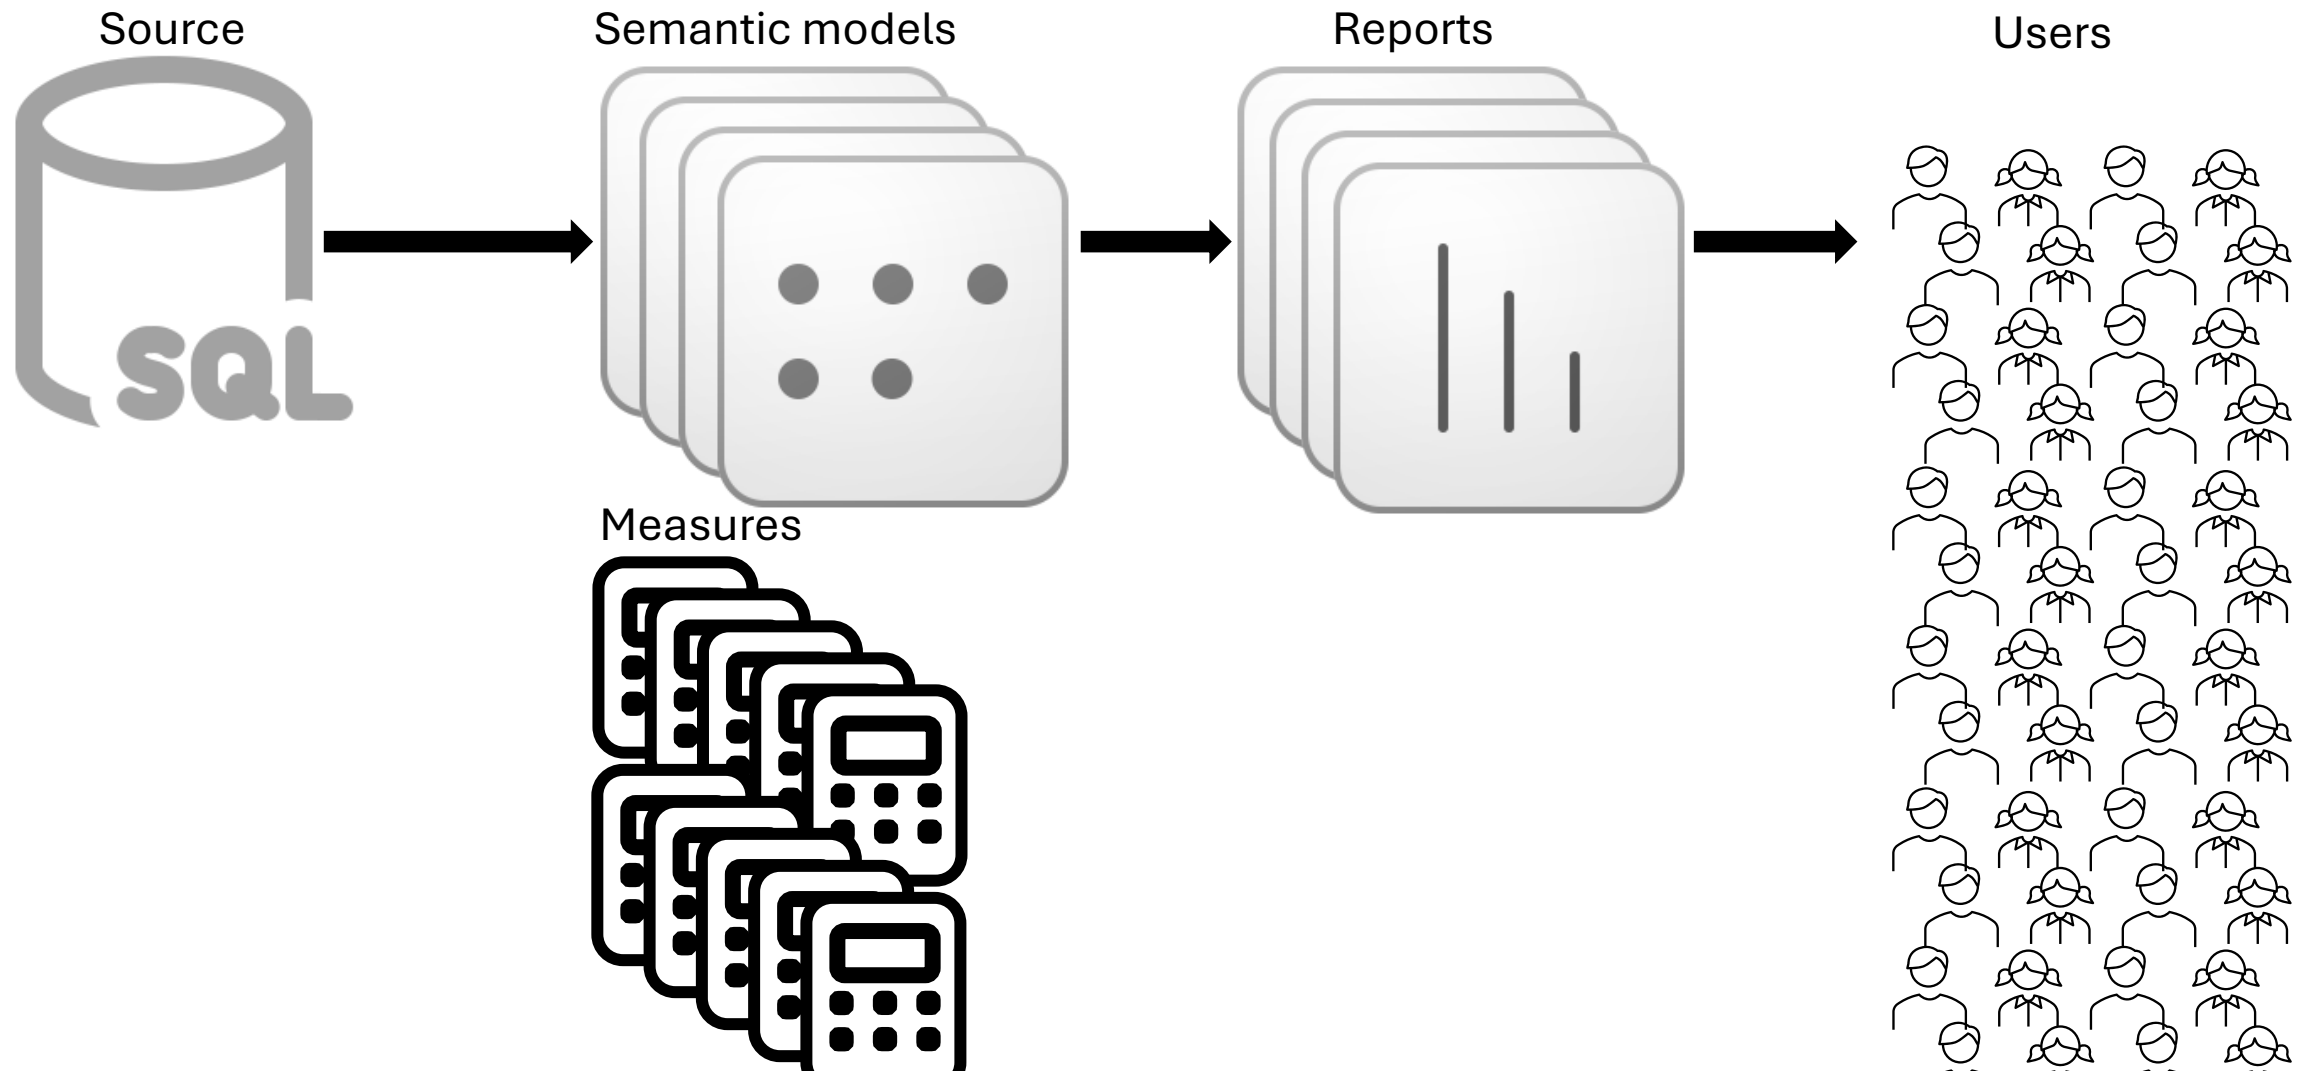 Source
Semantic models
Reports
Users
SQL
Measures